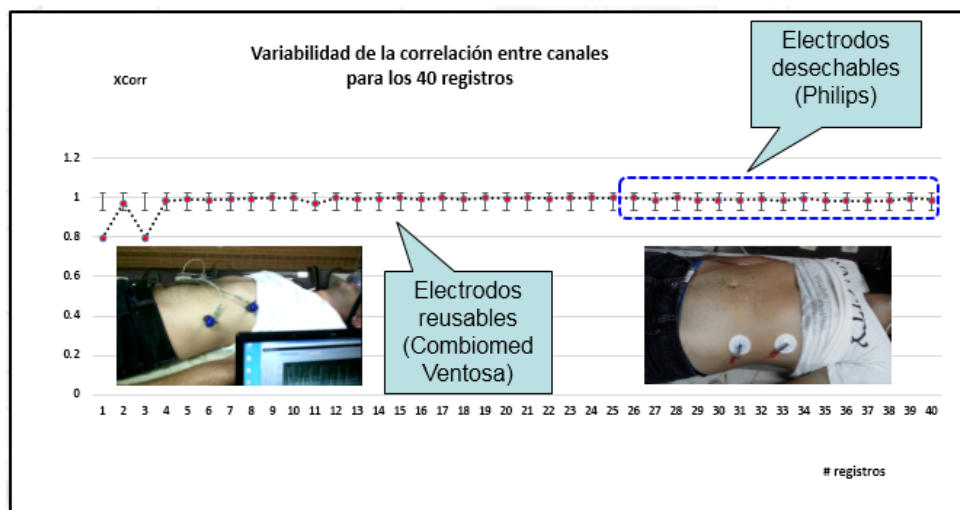 Variabilidad de la correlación entre canales
para los 40 registros
XCorr
Electrodos
desechables
(Philips)
1.2
1
0.8
0.6
0.4
0.2
0
Electrodos
reusables
(Combiomed
Ventosa)
1 2 3 4 5 6 7 8 9 10 11 12 13 14 15 16 17 18 19 20 21 22 23 24 25 26 27 28 29 30 31 32 33 34 35 36 37 38 39 40
# registros